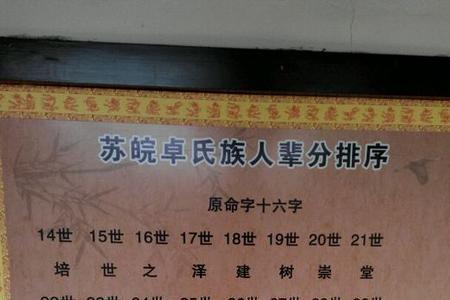 苏皖卓氏族人辈分排序
原命字十六字
14世 15世 16世 17世 18世 19世 20世 21世
培 世 之 泽 建 树 崇 堂